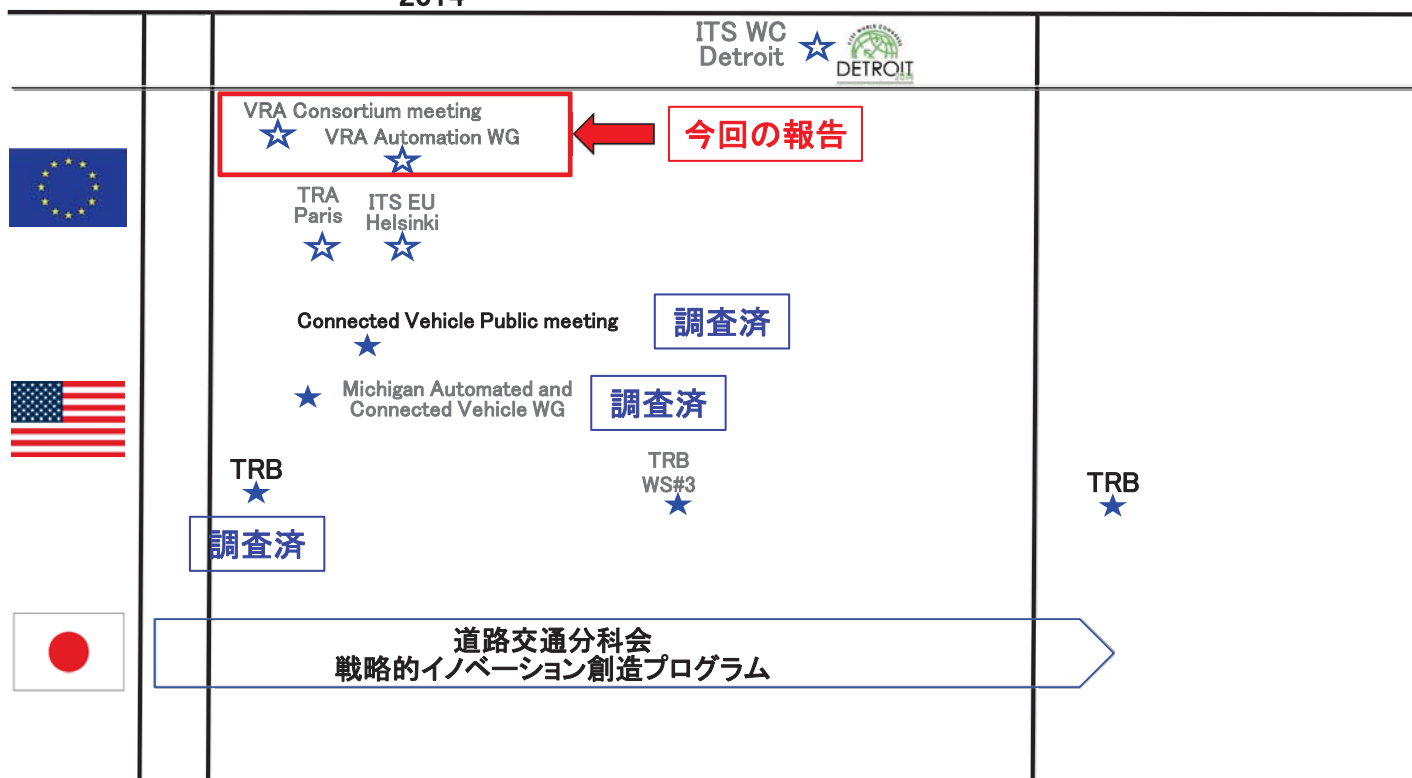 2014
ITS WC
Detroit
DETROIT
VRA Consortium meeting
VRA Automation WG
今回の報告
TRA
Paris
ITS EU
Helsinki
Connected Vehicle Public meeting
調査済
Michigan Automated and
Connected Vehicle WG
調査済
TRB
TRB
WS#3
TRB
調査済
道路交通分科会
戦略的イノベーション創造プログラム